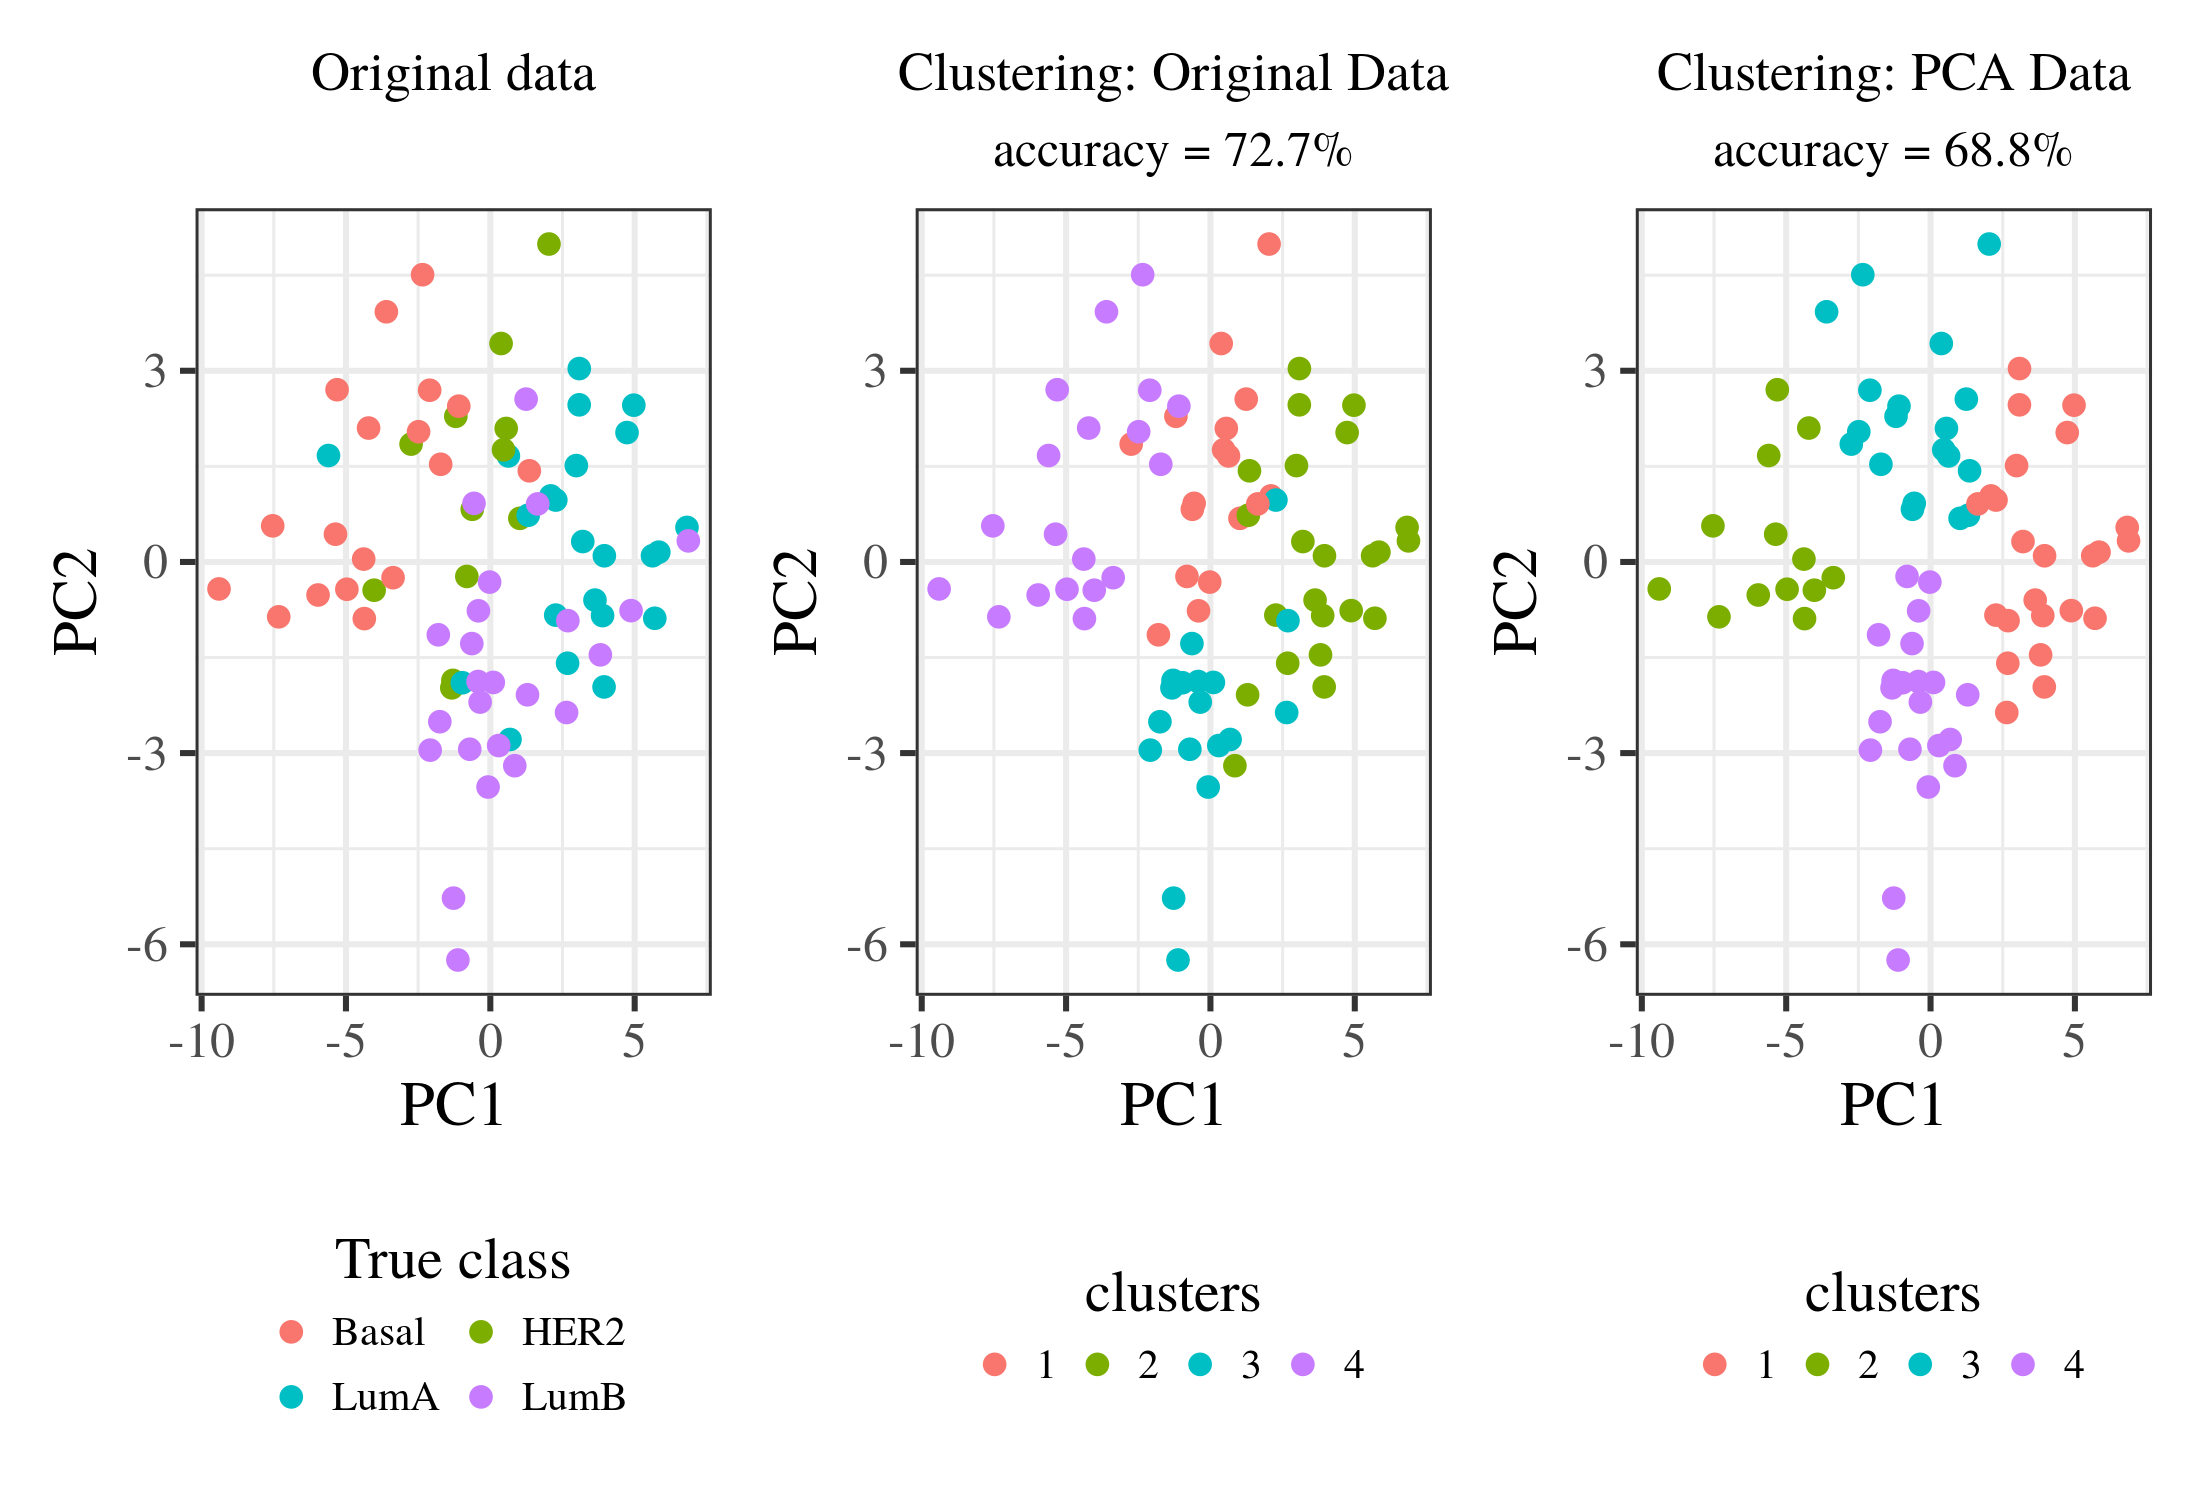 Original data
Clustering: Original Data
accuracy = 72.7%
Clustering: PCA Data
accuracy = 68.8%
PC2
3
0
-3
-6
-10 -5 0 5
PC1
PC2
3
0
-3
-6
-10 -5 0 5
PC1
PC2
3
0
-3
-6
-10 -5 0 5
PC1
True class
Basal HER2
LumA LumB
clusters
1 2 3 4
clusters
1 2 3 4